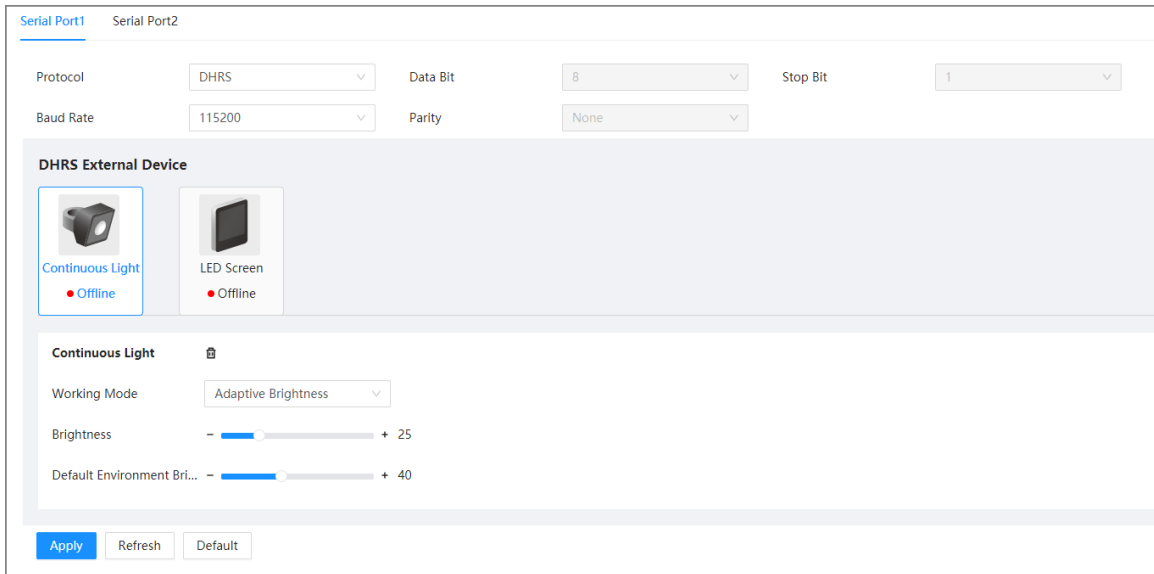 Serial Port1 Serial Port2
Protocol DHRS Data Bit 8 Stop Bit 1
Baud Rate 115200 Parity None
DHRS External Device
Continuous Light LED Screen
Offline Offline
Continuous Light
Working Mode Adaptive Brightness
Brightness - + 25
Default Environment Bri... - + 40
Apply Refresh Default